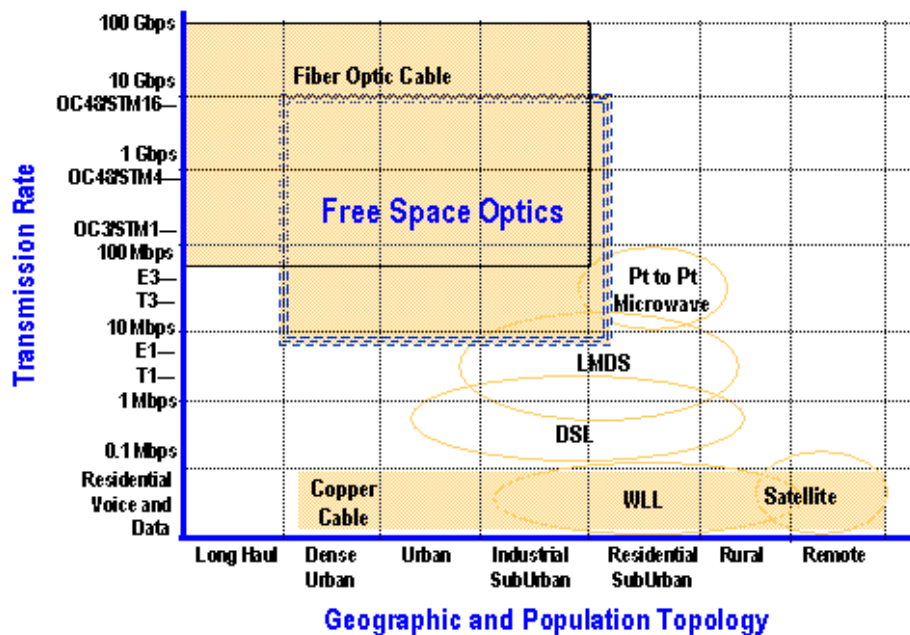 100 Gbps
Fiber Optic Cable
10 Gbps
OC48/STM16
1 Gbps
OC48/STM4
Free Space Optics
OC3/STM1
100 Mbps
E3
T3
Pt to Pt
Microwave
10 Mbps
E1
T1
LMDS
1 Mbps
DSL
0.1 Mbps
Residential
Voice and
Data
Copper
Cable
WLL
Satellite
Long Haul
Dense
Urban
Urban
Industrial
SubUrban
Residential
SubUrban
Rural
Remote
Transmission Rate
Geographic and Population Topology